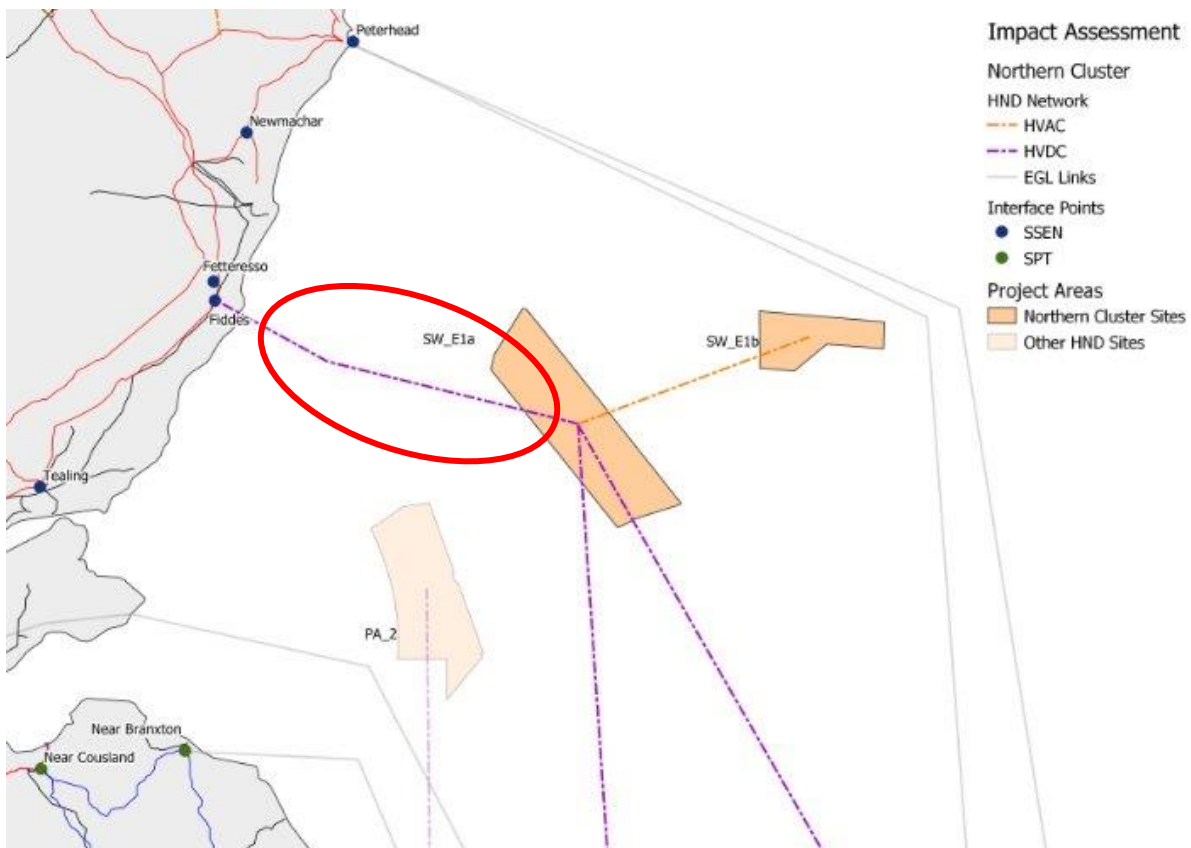 Peterhead
Newmachar
Fetteresso
Fiddes
SW_E1a
SW_E1b
Tealing
PA_2
Near Branxton
Near Cousland
Impact Assessment
Northern Cluster
HND Network
HVAC
HVDC
EGL Links
Interface Points
SSEN
SPT
Project Areas
Northern Cluster Sites
Other HND Sites